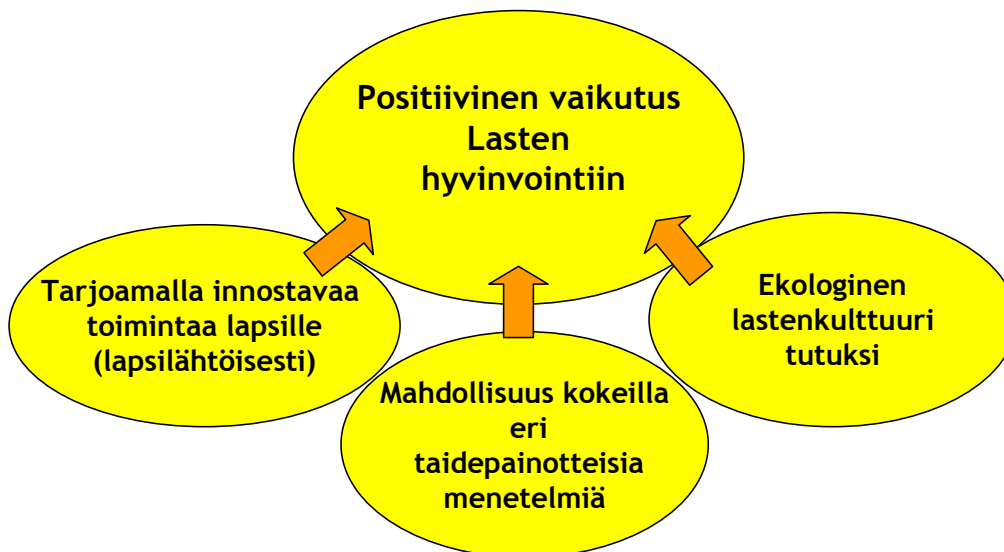 Positiivinen vaikutus
Lasten
hyvinvointiin
Tarjoamalla innostavaa
toimintaa lapsille
(lapsilähtöisesti)
Mahdollisuus kokeilla
eri
taidepainotteisia
menetelmiä
Ekologinen
lastenkulttuuri
tutuksi